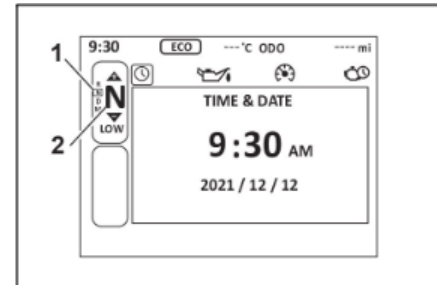 1
2
9:30 ECO ---°C ODO ---- mi
R
N
D
M
N
LOW
TIME & DATE
9:30 AM
2021 / 12 / 12